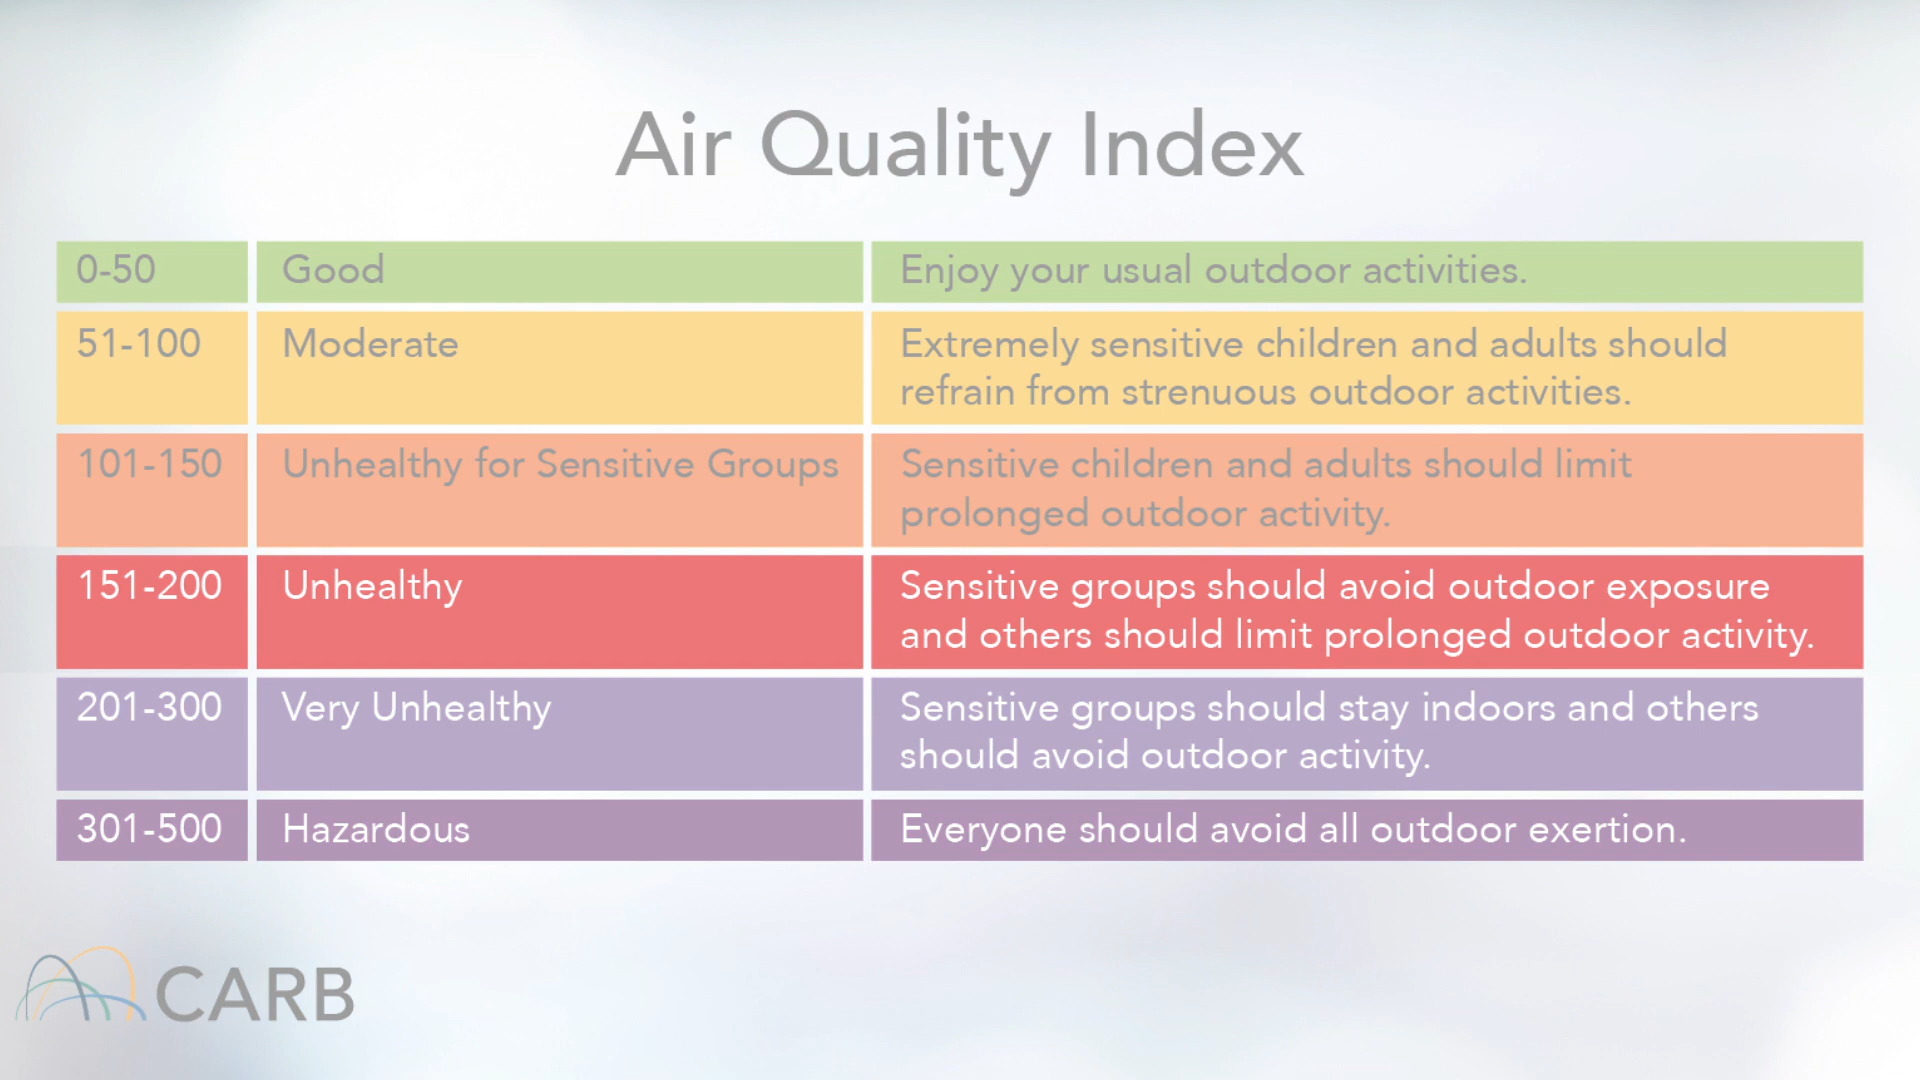 Air Quality Index
0-50 Good Enjoy your usual outdoor activities.
51-100 Moderate Extremely sensitive children and adults should
refrain from strenuous outdoor activities.
101-150 Unhealthy for Sensitive Groups Sensitive children and adults should limit
prolonged outdoor activity.
151-200 Unhealthy Sensitive groups should avoid outdoor exposure
and others should limit prolonged outdoor activity.
201-300 Very Unhealthy Sensitive groups should stay indoors and others
should avoid outdoor activity.
301-500 Hazardous Everyone should avoid all outdoor exertion.
CARB